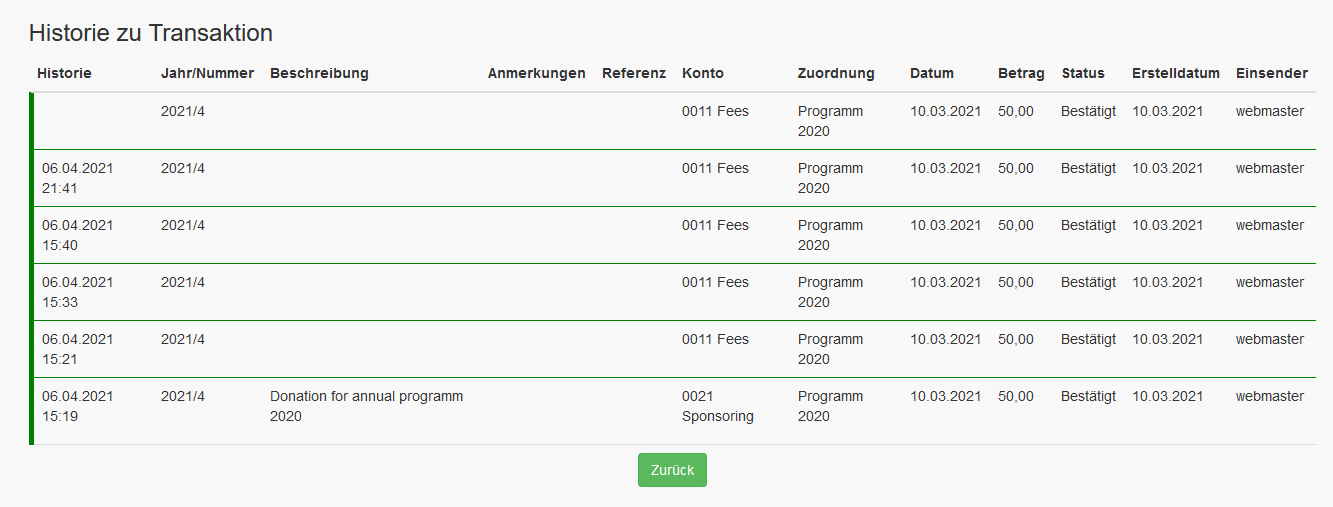 Historie zu Transaktion
Historie Jahr/Nummer Beschreibung Anmerkungen Referenz Konto Zuordnung Datum Betrag Status Erstelldatum Einsender
2021/4 0011 Fees Programm 10.03.2021 50,00 Bestätigt 10.03.2021 webmaster
2020
06.04.2021 2021/4 0011 Fees Programm 10.03.2021 50,00 Bestätigt 10.03.2021 webmaster
21:41 2020
06.04.2021 2021/4 0011 Fees Programm 10.03.2021 50,00 Bestätigt 10.03.2021 webmaster
15:40 2020
06.04.2021 2021/4 0011 Fees Programm 10.03.2021 50,00 Bestätigt 10.03.2021 webmaster
15:33 2020
06.04.2021 2021/4 0011 Fees Programm 10.03.2021 50,00 Bestätigt 10.03.2021 webmaster
15:21 2020
06.04.2021 2021/4 Donation for annual programm 0021 Programm 10.03.2021 50,00 Bestätigt 10.03.2021 webmaster
15:19 2020 Sponsoring 2020
Zurück